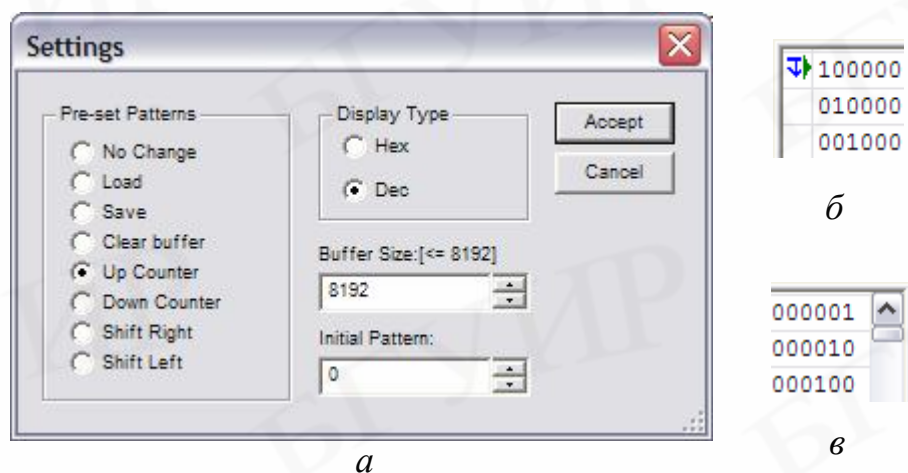 Settings
Pre-set Patterns
No Change
Load
Save
Clear buffer
Up Counter
Down Counter
Shift Right
Shift Left
Display Type
Hex
Dec
Accept
Cancel
Buffer Size:[<= 8192]
8192
Initial Pattern:
0
а
100000
010000
001000
б
000001
000010
000100
в
БГУИР